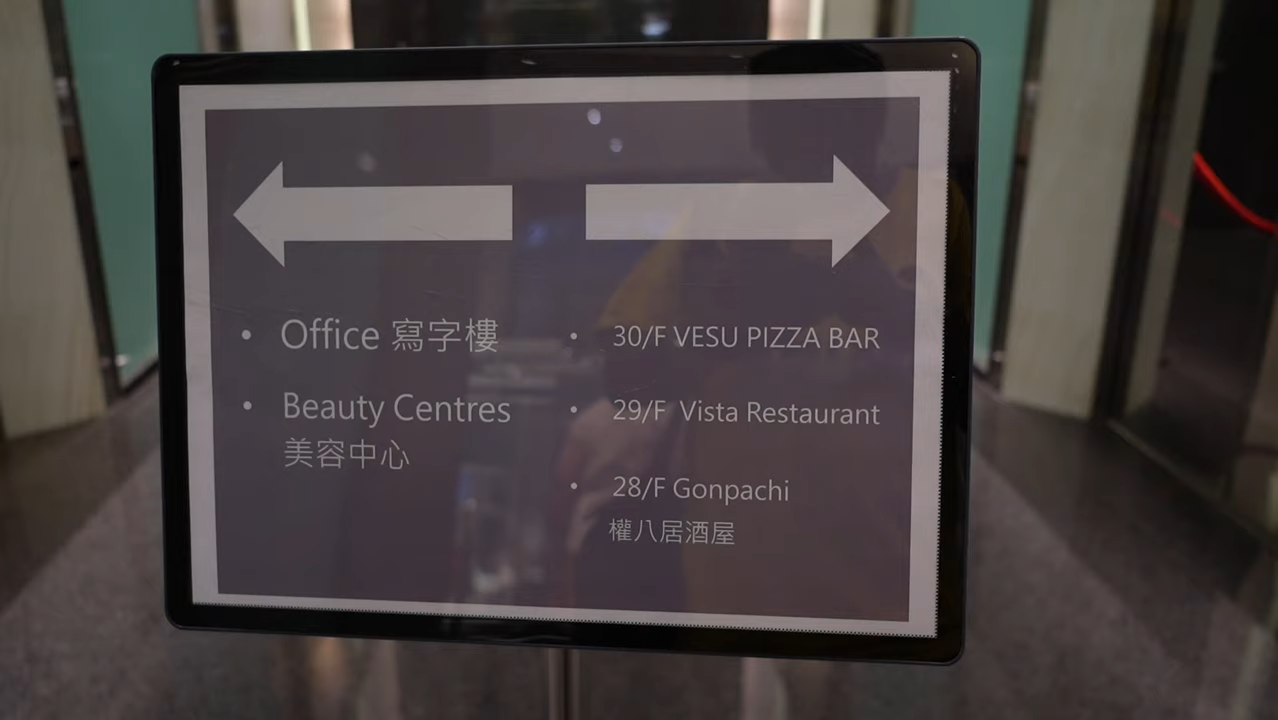 Office 寫字樓
Beauty Centres
美容中心
30/F VESU PIZZA BAR
29/F Vista Restaurant
28/F Gonpachi
權八居酒屋